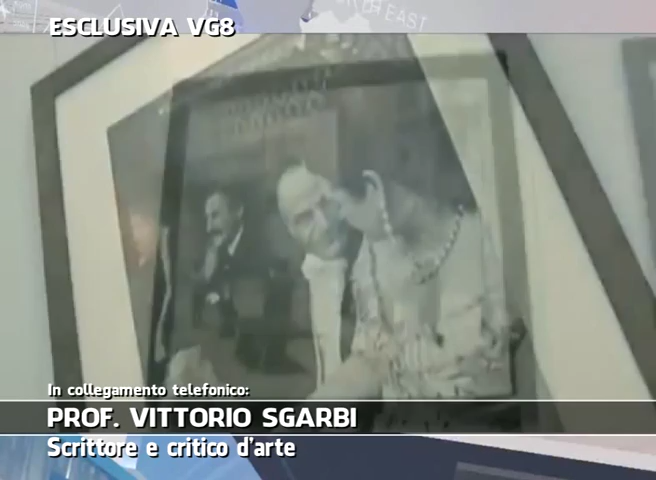 ESCLUSIVA VG8
In collegamento telefonico:
PROF. VITTORIO SGARBI
Scrittore e critico d'arte